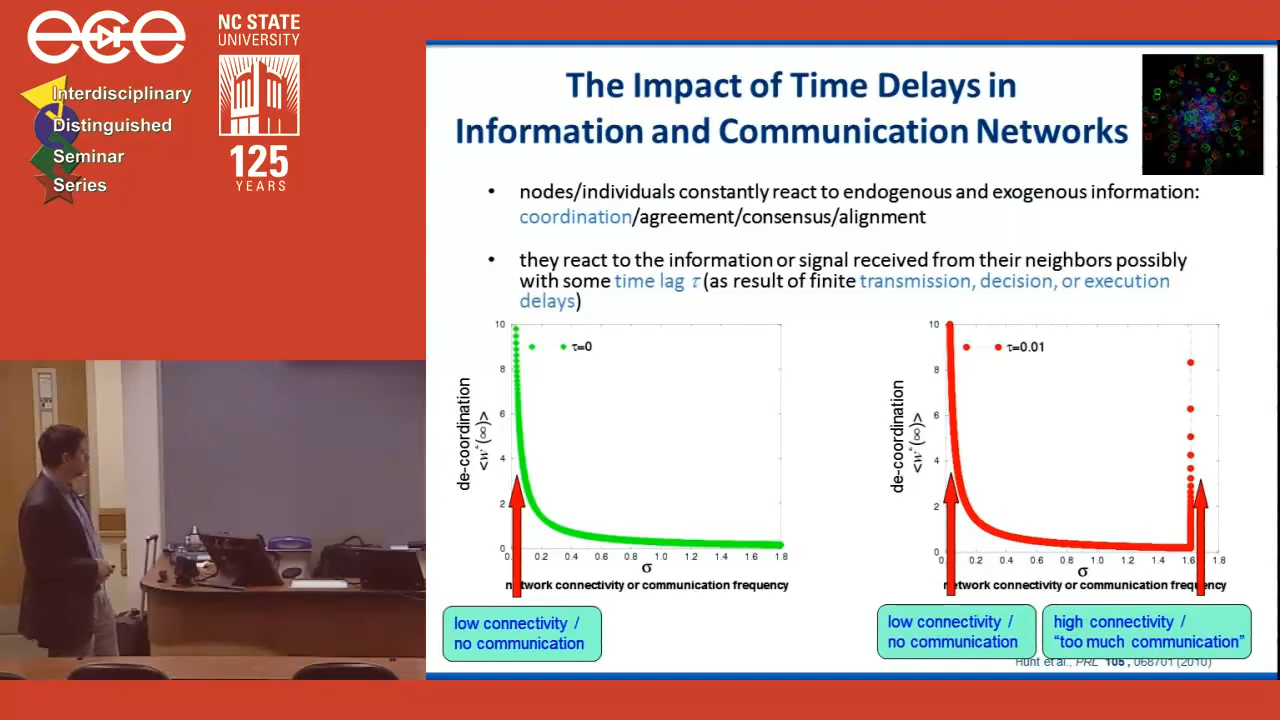 ece
NC STATE
UNIVERSITY
125
YEARS
Interdisciplinary
Distinguished
Seminar
Series
The Impact of Time Delays in
Information and Communication Networks
• nodes/individuals constantly react to endogenous and exogenous information:
coordination/agreement/consensus/alignment
• they react to the information or signal received from their neighbors possibly
with some time lag τ (as result of finite transmission, decision, or execution
delays)
τ=0
de-coordination
<w²(∞)>
10
8
6
4
2
0
0.2 0.4 0.6 0.8 1.0 1.2 1.4 1.6 1.8
σ
network connectivity or communication frequency
low connectivity /
no communication
τ=0.01
de-coordination
<w²(∞)>
10
8
6
4
2
0
0.2 0.4 0.6 0.8 1.0 1.2 1.4 1.6 1.8
σ
network connectivity or communication frequency
low connectivity /
no communication
high connectivity /
"too much communication"
Hunt et al., PRL 105, 068701 (2010)